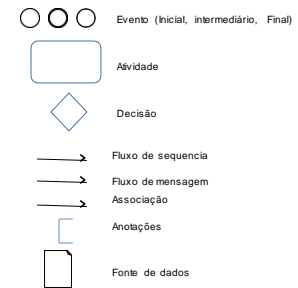 Evento (Inicial, intermediário, Final)
Atividade
Decisão
Fluxo de sequencia
Fluxo de mensagem
Associação
Anotações
Fonte de dados